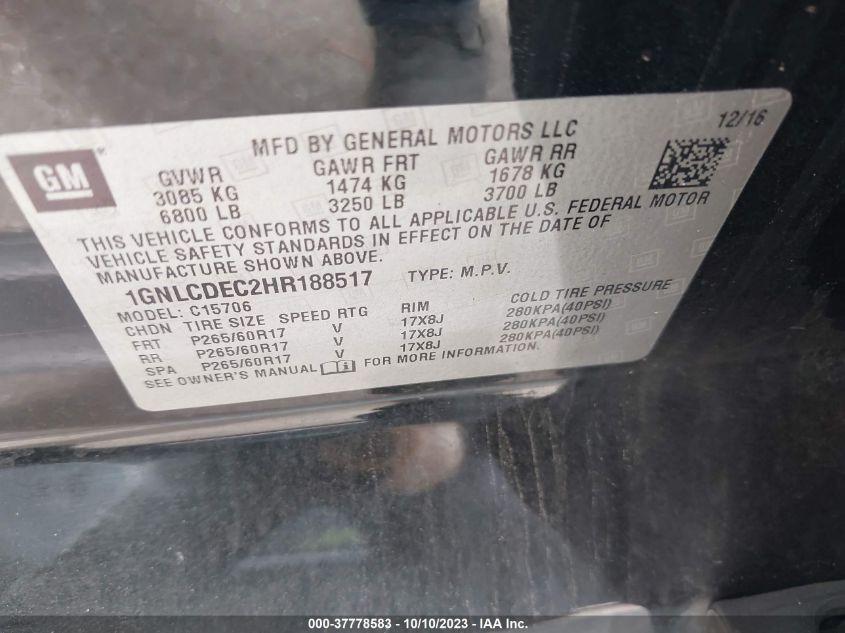 GM
MFD BY GENERAL MOTORS LLC
12/16
GVWR GAWR FRT GAWR RR
3085 KG 1474 KG 1678 KG
6800 LB 3250 LB 3700 LB
THIS VEHICLE CONFORMS TO ALL APPLICABLE U.S. FEDERAL MOTOR
VEHICLE SAFETY STANDARDS IN EFFECT ON THE DATE OF
MANUFACTURE SHOWN ABOVE.
1GNLCDEC2HR188517 TYPE: M.P.V.
MODEL: C15706
CHDN TIRE SIZE SPEED RTG RIM COLD TIRE PRESSURE
FRT P265/60R17 V 17X8J 280KPA(40PSI)
RR P265/60R17 V 17X8J 280KPA(40PSI)
SPA P265/60R17 V 17X8J 280KPA(40PSI)
SEE OWNER'S MANUAL FOR MORE INFORMATION.
000-37778583 - 10/10/2023 - IAA Inc.